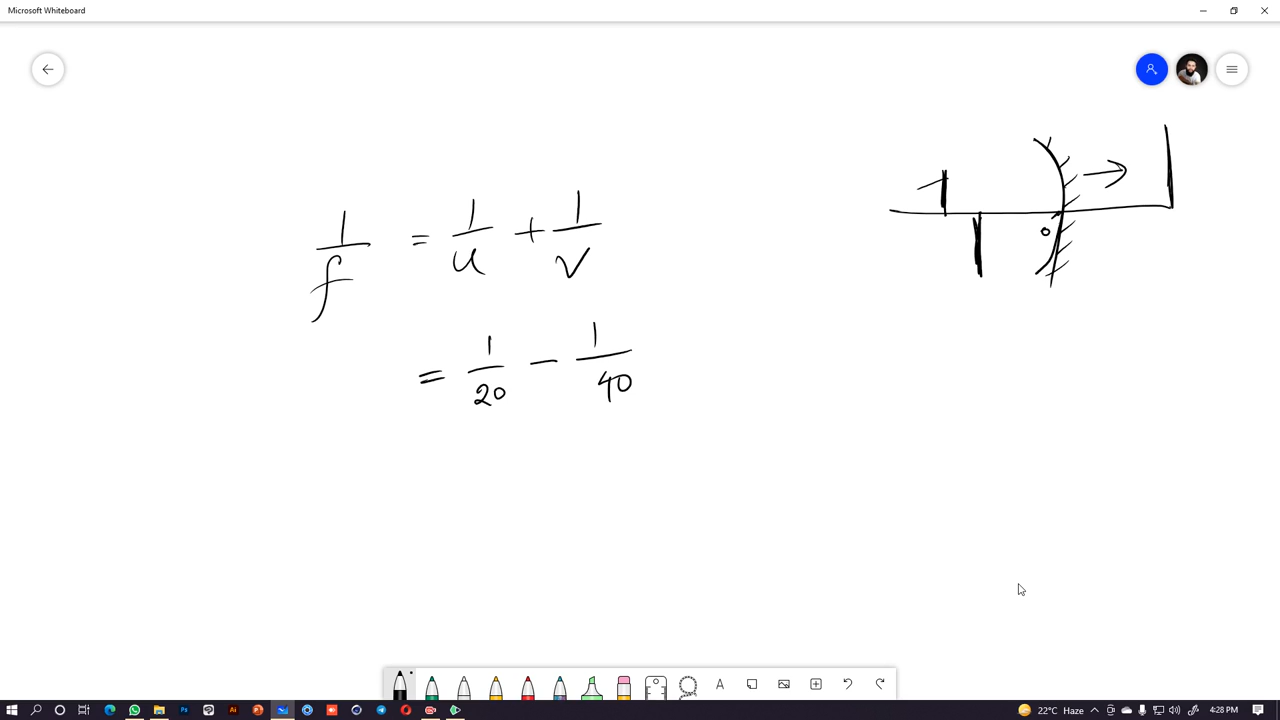 Microsoft Whiteboard
1/f = 1/u + 1/v
= 1/20 - 1/40
22°C Haze
4:28 PM